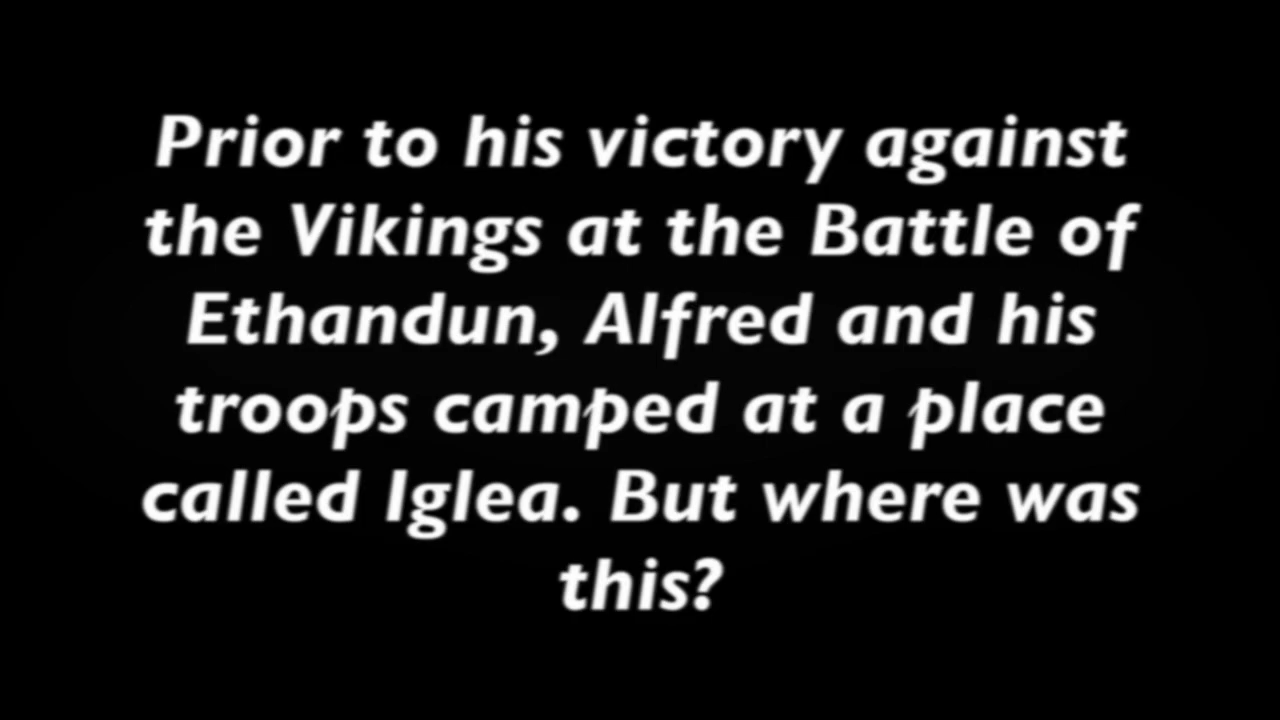 Prior to his victory against
the Vikings at the Battle of
Ethandun, Alfred and his
troops camped at a place
called Iglea. But where was
this?